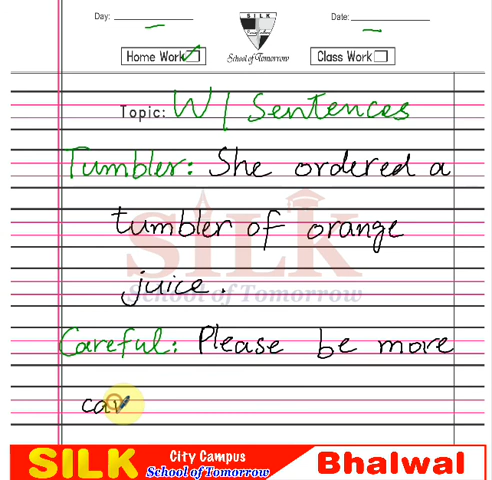 Day:
Date:
SILK
School of Tomorrow
Home Work
Class Work
Topic: W/Sentences
Tumbler: She ordered a
tumbler of orange
juice.
SILK
School of Tomorrow
Careful: Please be more
car
SILK City Campus School of Tomorrow Bhalwal